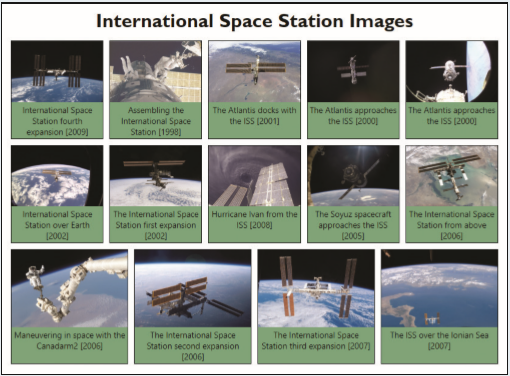 International Space Station Images
International Space
Station fourth
expansion [2009]
Assembling the
International Space
Station [1998]
The Atlantis docks with
the ISS [2001]
The Atlantis approaches
the ISS [2000]
The Atlantis approaches
the ISS [2000]
International Space
Station over Earth
[2002]
The International Space
Station first expansion
[2002]
Hurricane Ivan from the
ISS [2008]
The Soyuz spacecraft
approaches the ISS
[2005]
The International Space
Station from above
[2006]
Maneuvering in space with the
Canadarm2 [2006]
The International Space
Station second expansion
[2006]
The International Space
Station third expansion [2007]
The ISS over the Ionian Sea
[2007]